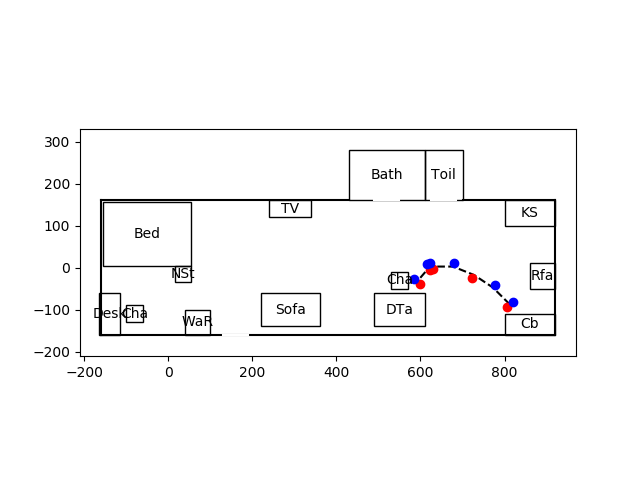 300
200
100
0
−100
−200
−200
0
200
400
600
800
Bath
Toil
TV
KS
Bed
NSt
Cha
Rfa
Desk
Cha
WaR
Sofa
DTa
Cb